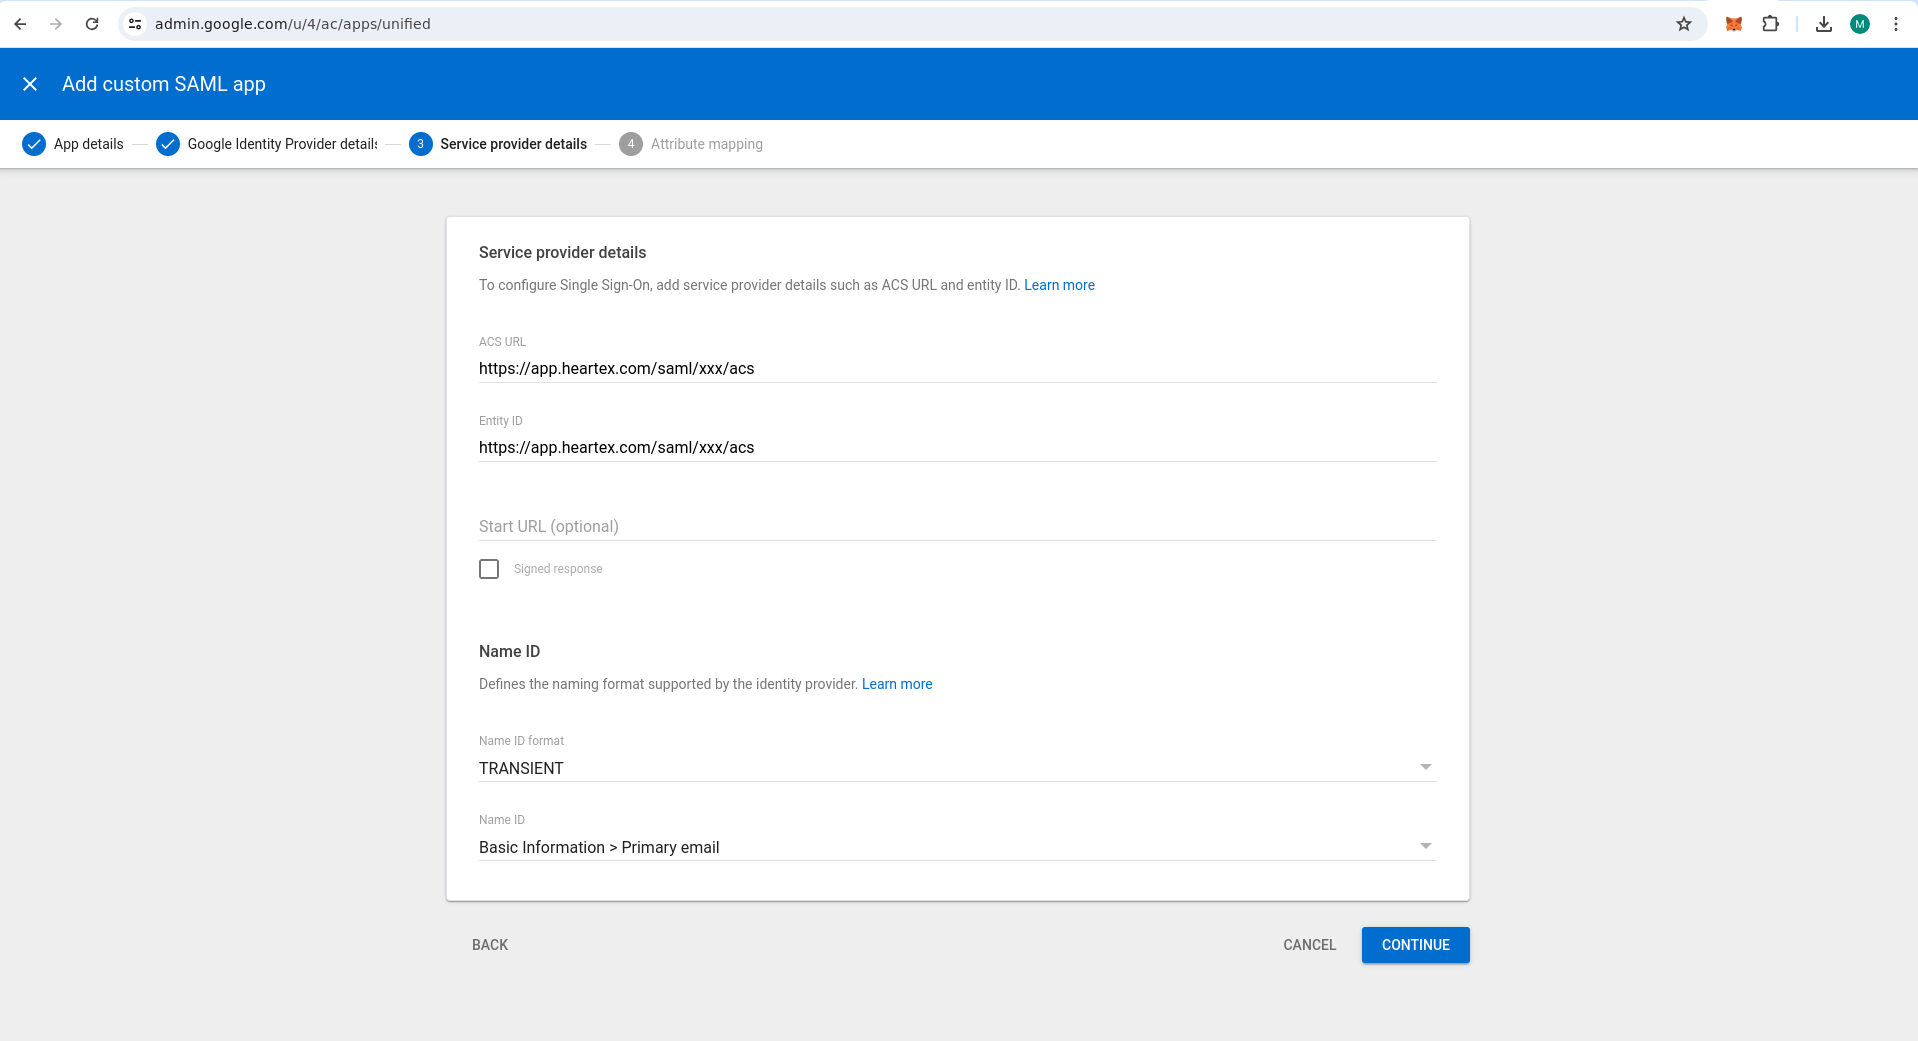 admin.google.com/u/4/ac/apps/unified
M
Add custom SAML app
App details
Google Identity Provider details
3 Service provider details
4 Attribute mapping
Service provider details
To configure Single Sign-On, add service provider details such as ACS URL and entity ID. Learn more
ACS URL
https://app.heartex.com/saml/xxx/acs
Entity ID
https://app.heartex.com/saml/xxx/acs
Start URL (optional)
Signed response
Name ID
Defines the naming format supported by the identity provider. Learn more
Name ID format
TRANSIENT
Name ID
Basic Information > Primary email
BACK
CANCEL
CONTINUE